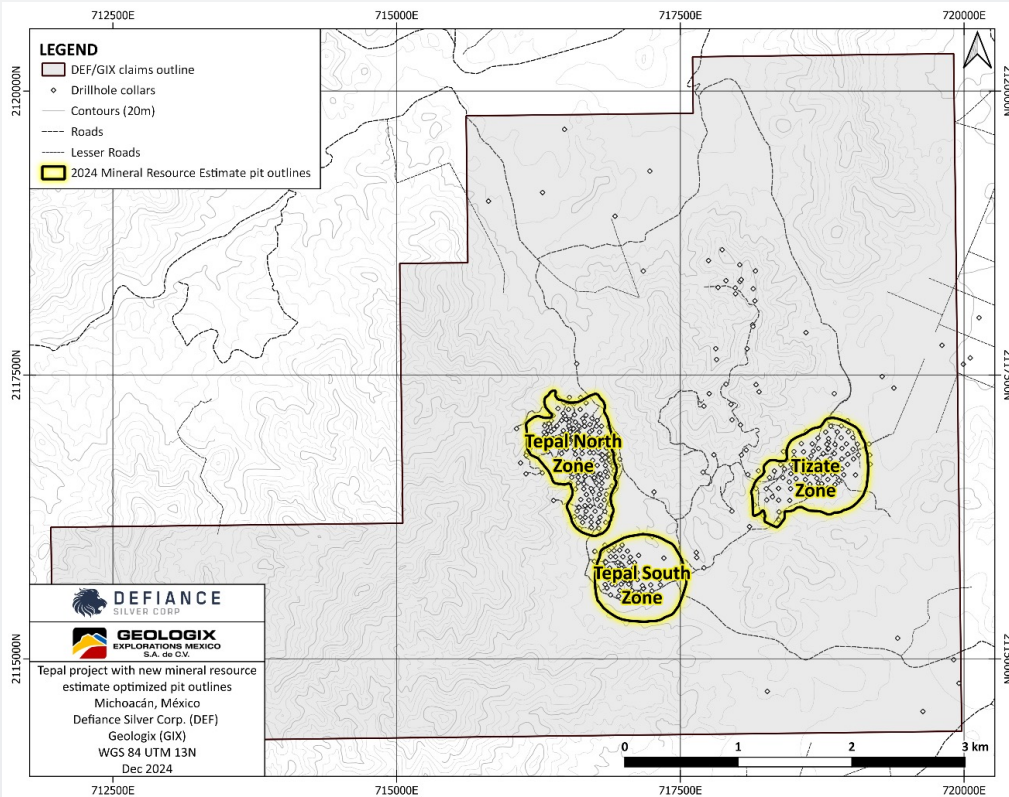 712500E
715000E
717500E
720000E
LEGEND
DEF/GIX claims outline
Drillhole collars
Contours (20m)
Roads
Lesser Roads
2024 Mineral Resource Estimate pit outlines
2120000N
2120000N
2117500N
2117500N
Tepal North
Zone
Tizate
Zone
Tepal South
Zone
2115000N
2115000N
DEFIANCE
SILVER CORP
GEOLOGIX
EXPLORATIONS MEXICO
S.A. de C.V.
Tepal project with new mineral resource
estimate optimized pit outlines
Michoacán, México
Defiance Silver Corp. (DEF)
Geologix (GIX)
WGS 84 UTM 13N
Dec 2024
0 1 2 3 km
712500E
715000E
717500E
720000E